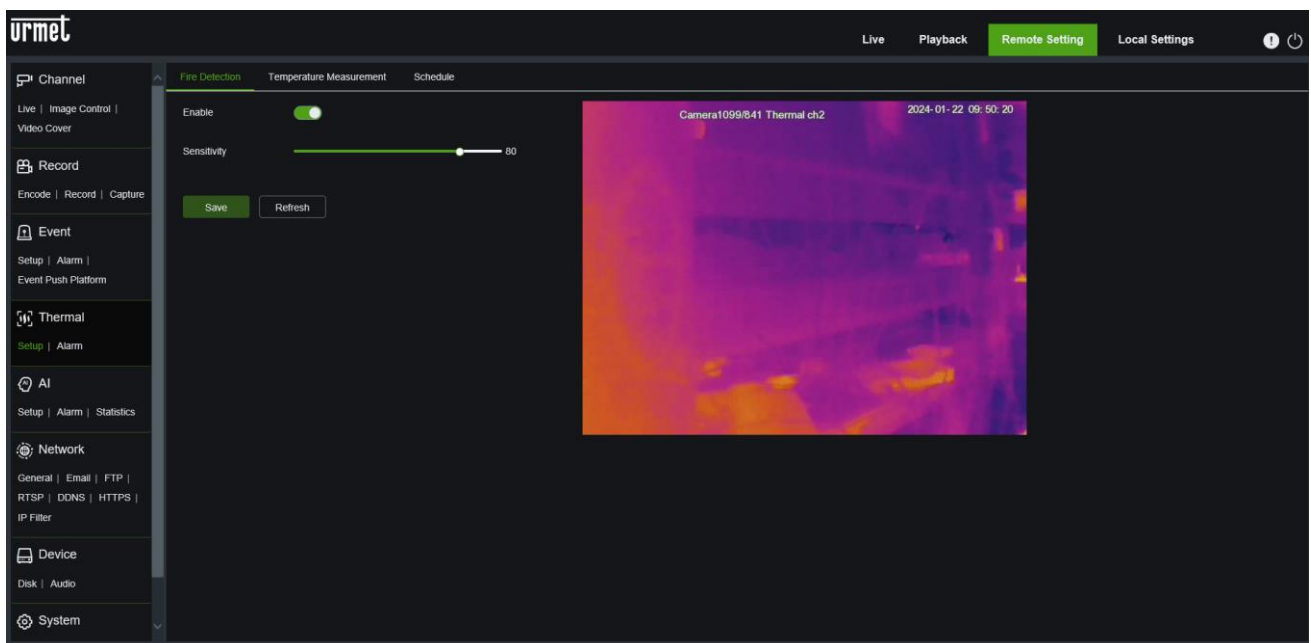 urmet
Live Playback Remote Setting Local Settings
Channel
Live | Image Control |
Video Cover
Record
Encode | Record | Capture
Event
Setup | Alarm |
Event Push Platform
Thermal
Setup | Alarm
AI
Setup | Alarm | Statistics
Network
General | Email | FTP |
RTSP | DDNS | HTTPS |
IP Filter
Device
Disk | Audio
System
Fire Detection Temperature Measurement Schedule
Enable
Sensitivity 80
Save Refresh
Camera1099/841 Thermal ch2 2024-01-22 09:50:20